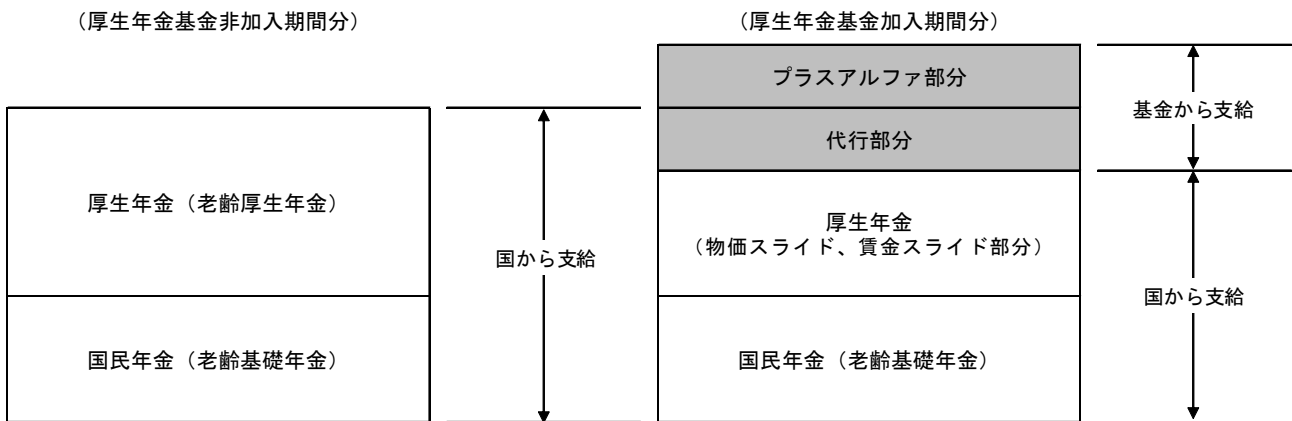 （厚生年金基金非加入期間分）
厚生年金（老齢厚生年金）
国民年金（老齢基礎年金）
国から支給
（厚生年金基金加入期間分）
プラスアルファ部分
代行部分
厚生年金
（物価スライド、賃金スライド部分）
国民年金（老齢基礎年金）
基金から支給
国から支給